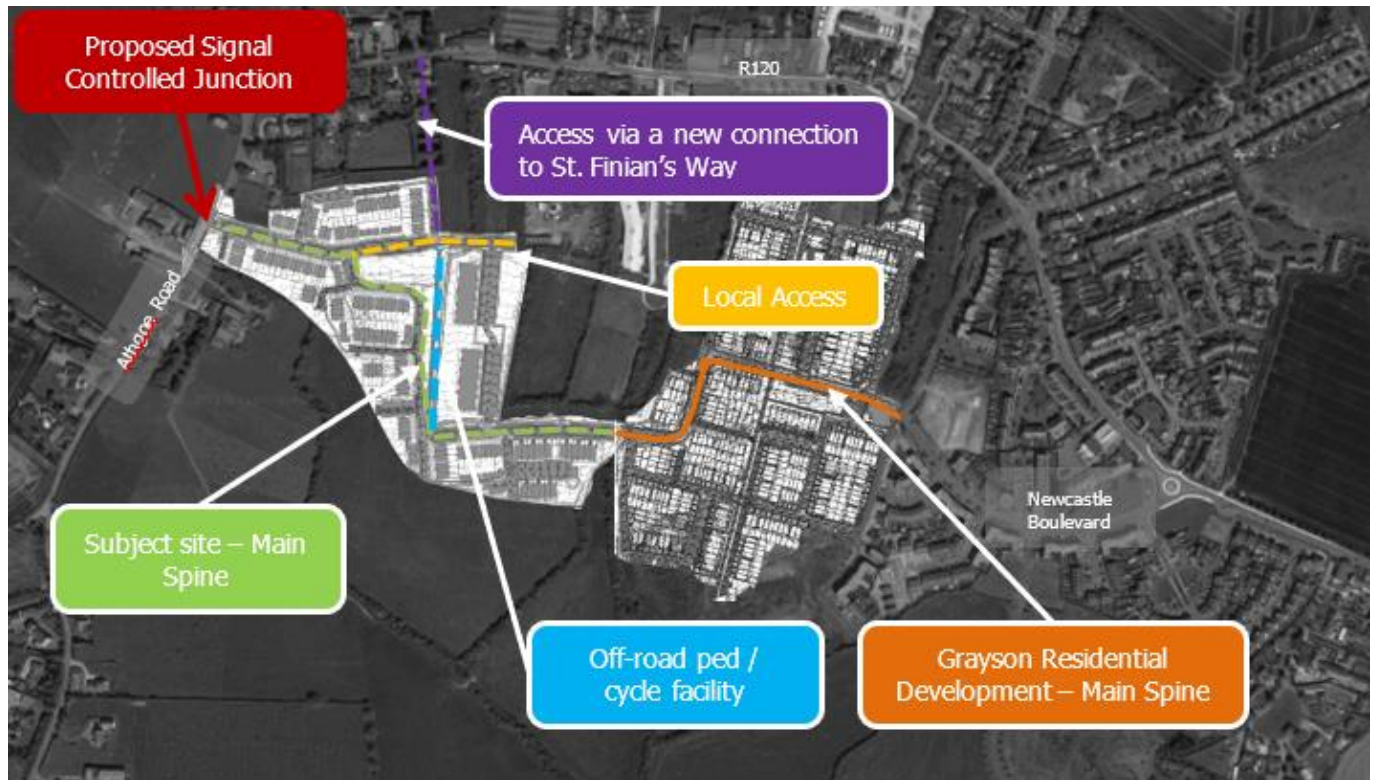 Proposed Signal
Controlled Junction
R120
Access via a new connection
to St. Finian's Way
Local Access
Athgoe Road
Newcastle
Boulevard
Subject site – Main
Spine
Off-road ped /
cycle facility
Grayson Residential
Development – Main Spine